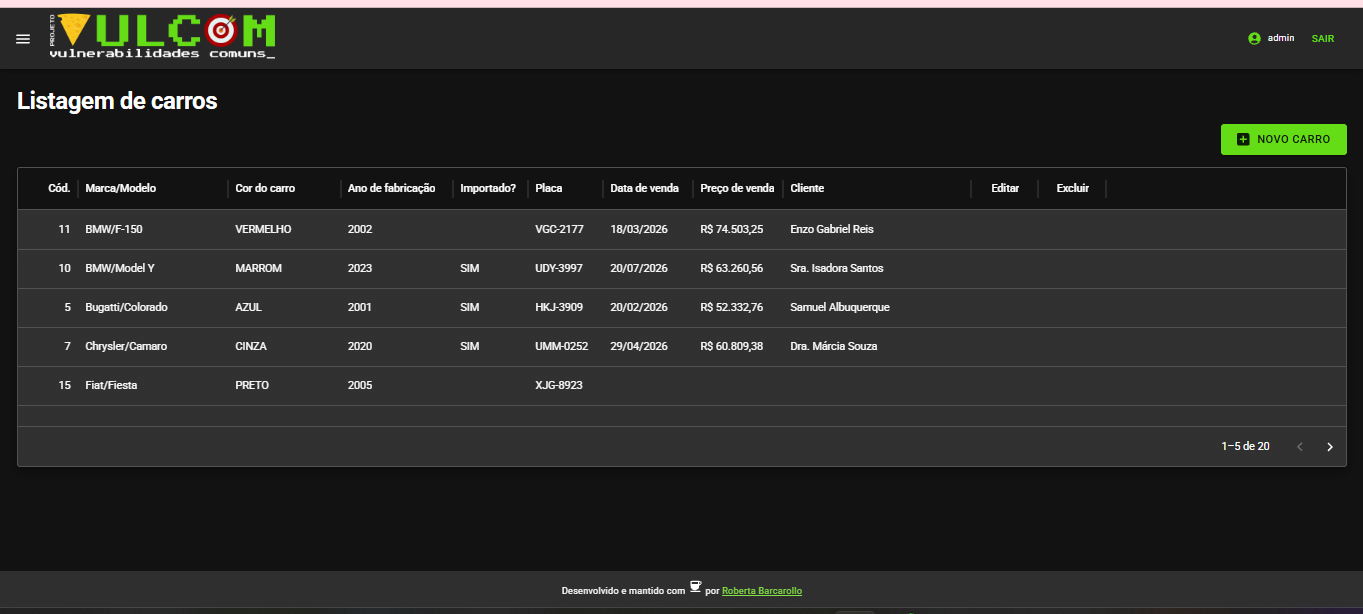 PROJETO
VULCOM
vulnerabilidades comuns_
admin
SAIR
Listagem de carros
NOVO CARRO
Cód. Marca/Modelo Cor do carro Ano de fabricação Importado? Placa Data de venda Preço de venda Cliente Editar Excluir
11 BMW/F-150 VERMELHO 2002 VGC-2177 18/03/2026 R$ 74.503,25 Enzo Gabriel Reis
10 BMW/Model Y MARROM 2023 SIM UDY-3997 20/07/2026 R$ 63.260,56 Sra. Isadora Santos
5 Bugatti/Colorado AZUL 2001 SIM HKJ-3909 20/02/2026 R$ 52.332,76 Samuel Albuquerque
7 Chrysler/Camaro CINZA 2020 SIM UMM-0252 29/04/2026 R$ 60.809,38 Dra. Márcia Souza
15 Fiat/Fiesta PRETO 2005 XJG-8923
1–5 de 20
Desenvolvido e mantido com por Roberta Barcarollo